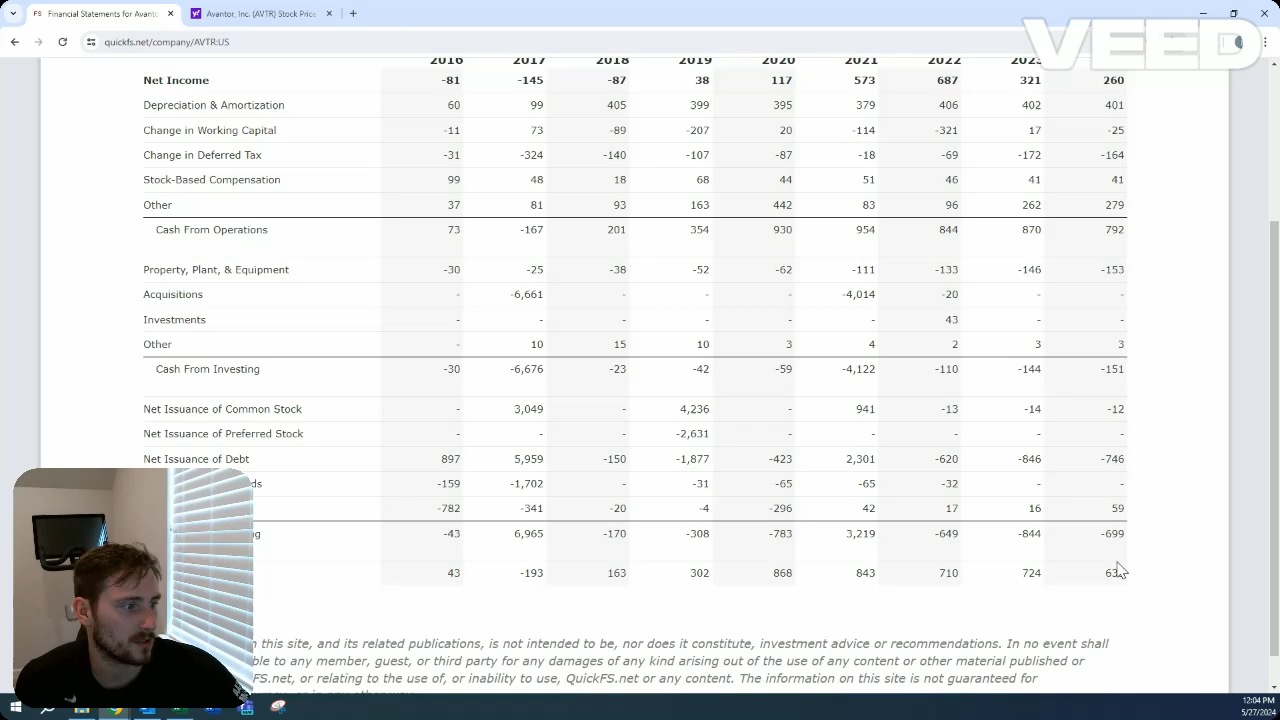 Financial Statements for Avanto
Avantor, Inc. (AVTR) Stock Price
quickfs.net/company/AVTR:US
VEED
2016 2017 2018 2019 2020 2021 2022 2023
Net Income -81 -145 -87 38 117 573 687 321 260
Depreciation & Amortization 60 99 405 399 395 379 406 402 401
Change in Working Capital -11 73 -89 -207 20 -114 -321 17 -25
Change in Deferred Tax -31 -324 -140 -107 -87 -18 -69 -172 -164
Stock-Based Compensation 99 48 18 68 44 51 46 41 41
Other 37 81 93 163 442 83 96 262 279
Cash From Operations 73 -167 201 354 930 954 844 870 792
Property, Plant, & Equipment -30 -25 -38 -52 -62 -111 -133 -146 -153
Acquisitions - -6,661 - - - -4,014 -20 - -
Investments - - - - - - 43 - -
Other - 10 15 10 3 4 2 3 3
Cash From Investing -30 -6,676 -23 -42 -59 -4,122 -110 -144 -151
Net Issuance of Common Stock - 3,049 - 4,236 - 941 -13 -14 -12
Net Issuance of Preferred Stock - - - -2,631 - - - - -
Net Issuance of Debt 897 5,959 -150 -1,877 -423 2,301 -620 -846 -746
ds -159 -1,702 - -31 -65 -65 -32 - -
-782 -341 -20 -4 -296 42 17 16 59
g -43 6,965 -170 -308 -783 3,219 -649 -844 -699
43 -193 163 302 868 843 710 724 63
n this site, and its related publications, is not intended to be, nor does it constitute, investment advice or recommendations. In no event shall
ble to any member, guest, or third party for any damages of any kind arising out of the use of any content or other material published or
FS.net, or relating to the use of, or inability to use, QuickFS.net or any content. The information on this site is not guaranteed for
12:04 PM
5/27/2024